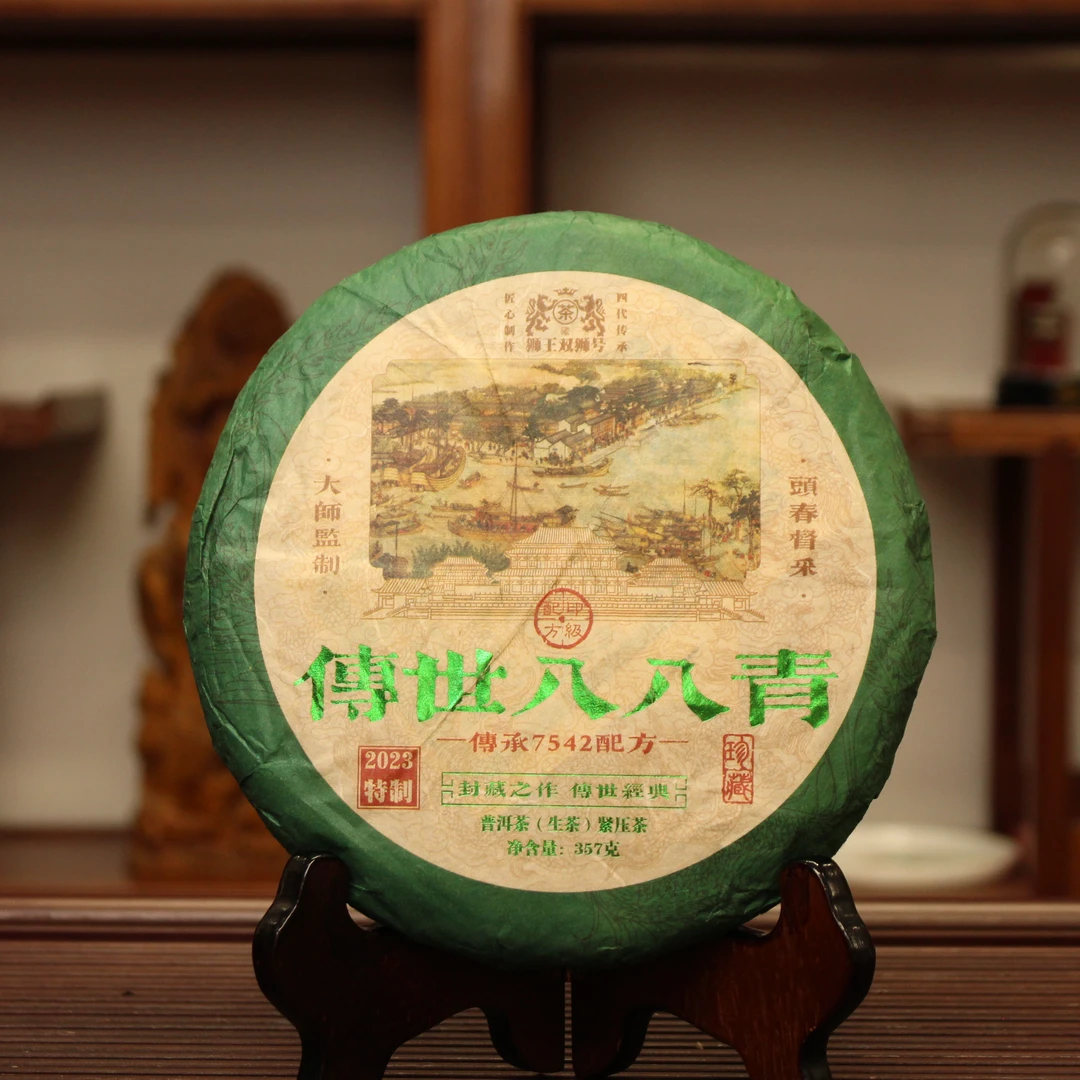 匠心制作
茶
四代传承
狮王双狮号
大師監制
頭春督采
甲級
配方
傳世八八青
傳承7542配方
2023
特制
封藏之作 傳世經典
珍藏
普洱茶（生茶）紧压茶
净含量：357克